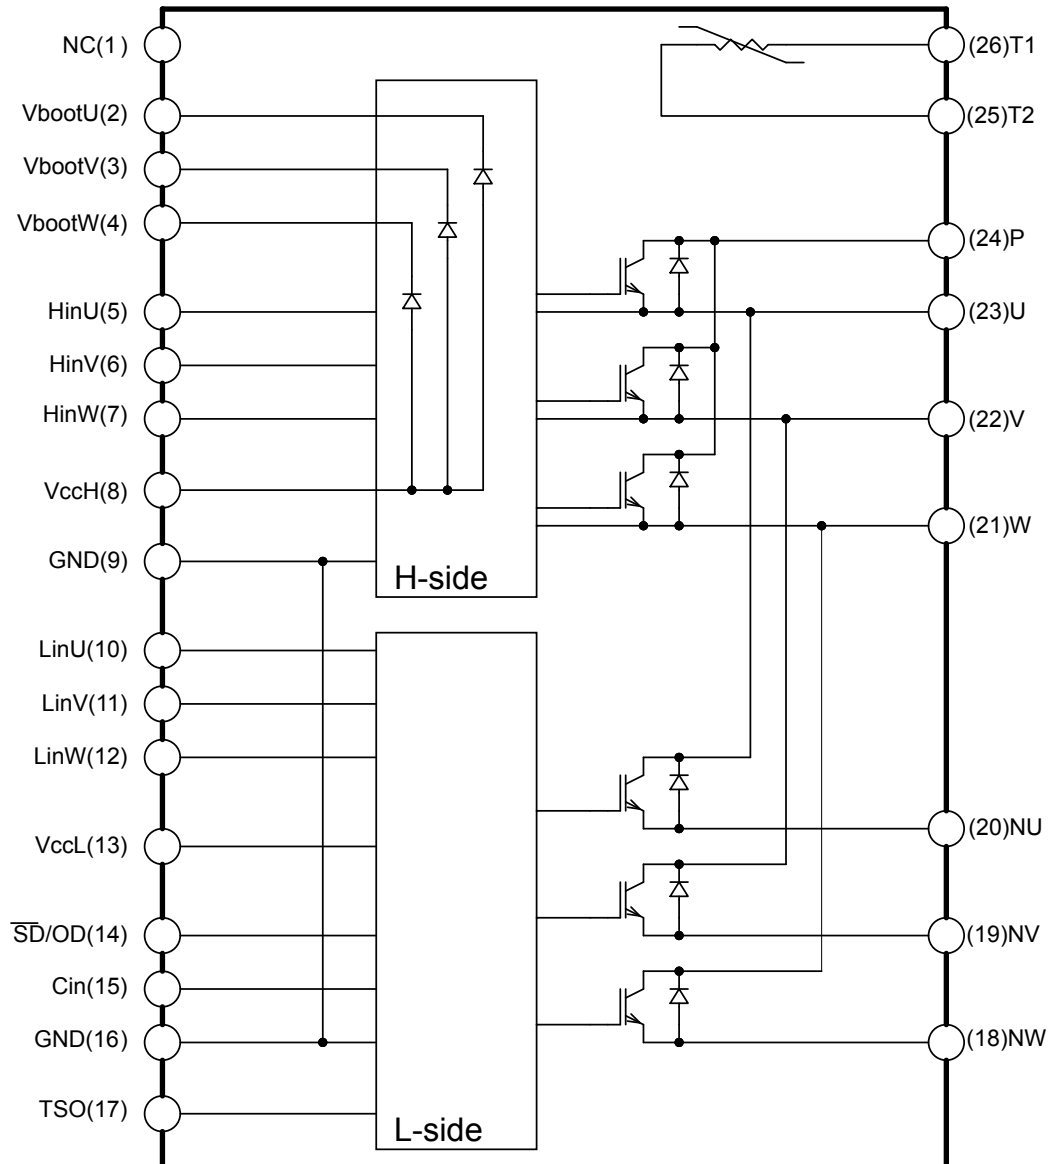 NC(1)
VbootU(2)
VbootV(3)
VbootW(4)
HinU(5)
HinV(6)
HinW(7)
VccH(8)
GND(9)
LinU(10)
LinV(11)
LinW(12)
VccL(13)
S̅D̅/OD(14)
Cin(15)
GND(16)
TSO(17)
H-side
L-side
(26)T1
(25)T2
(24)P
(23)U
(22)V
(21)W
(20)NU
(19)NV
(18)NW